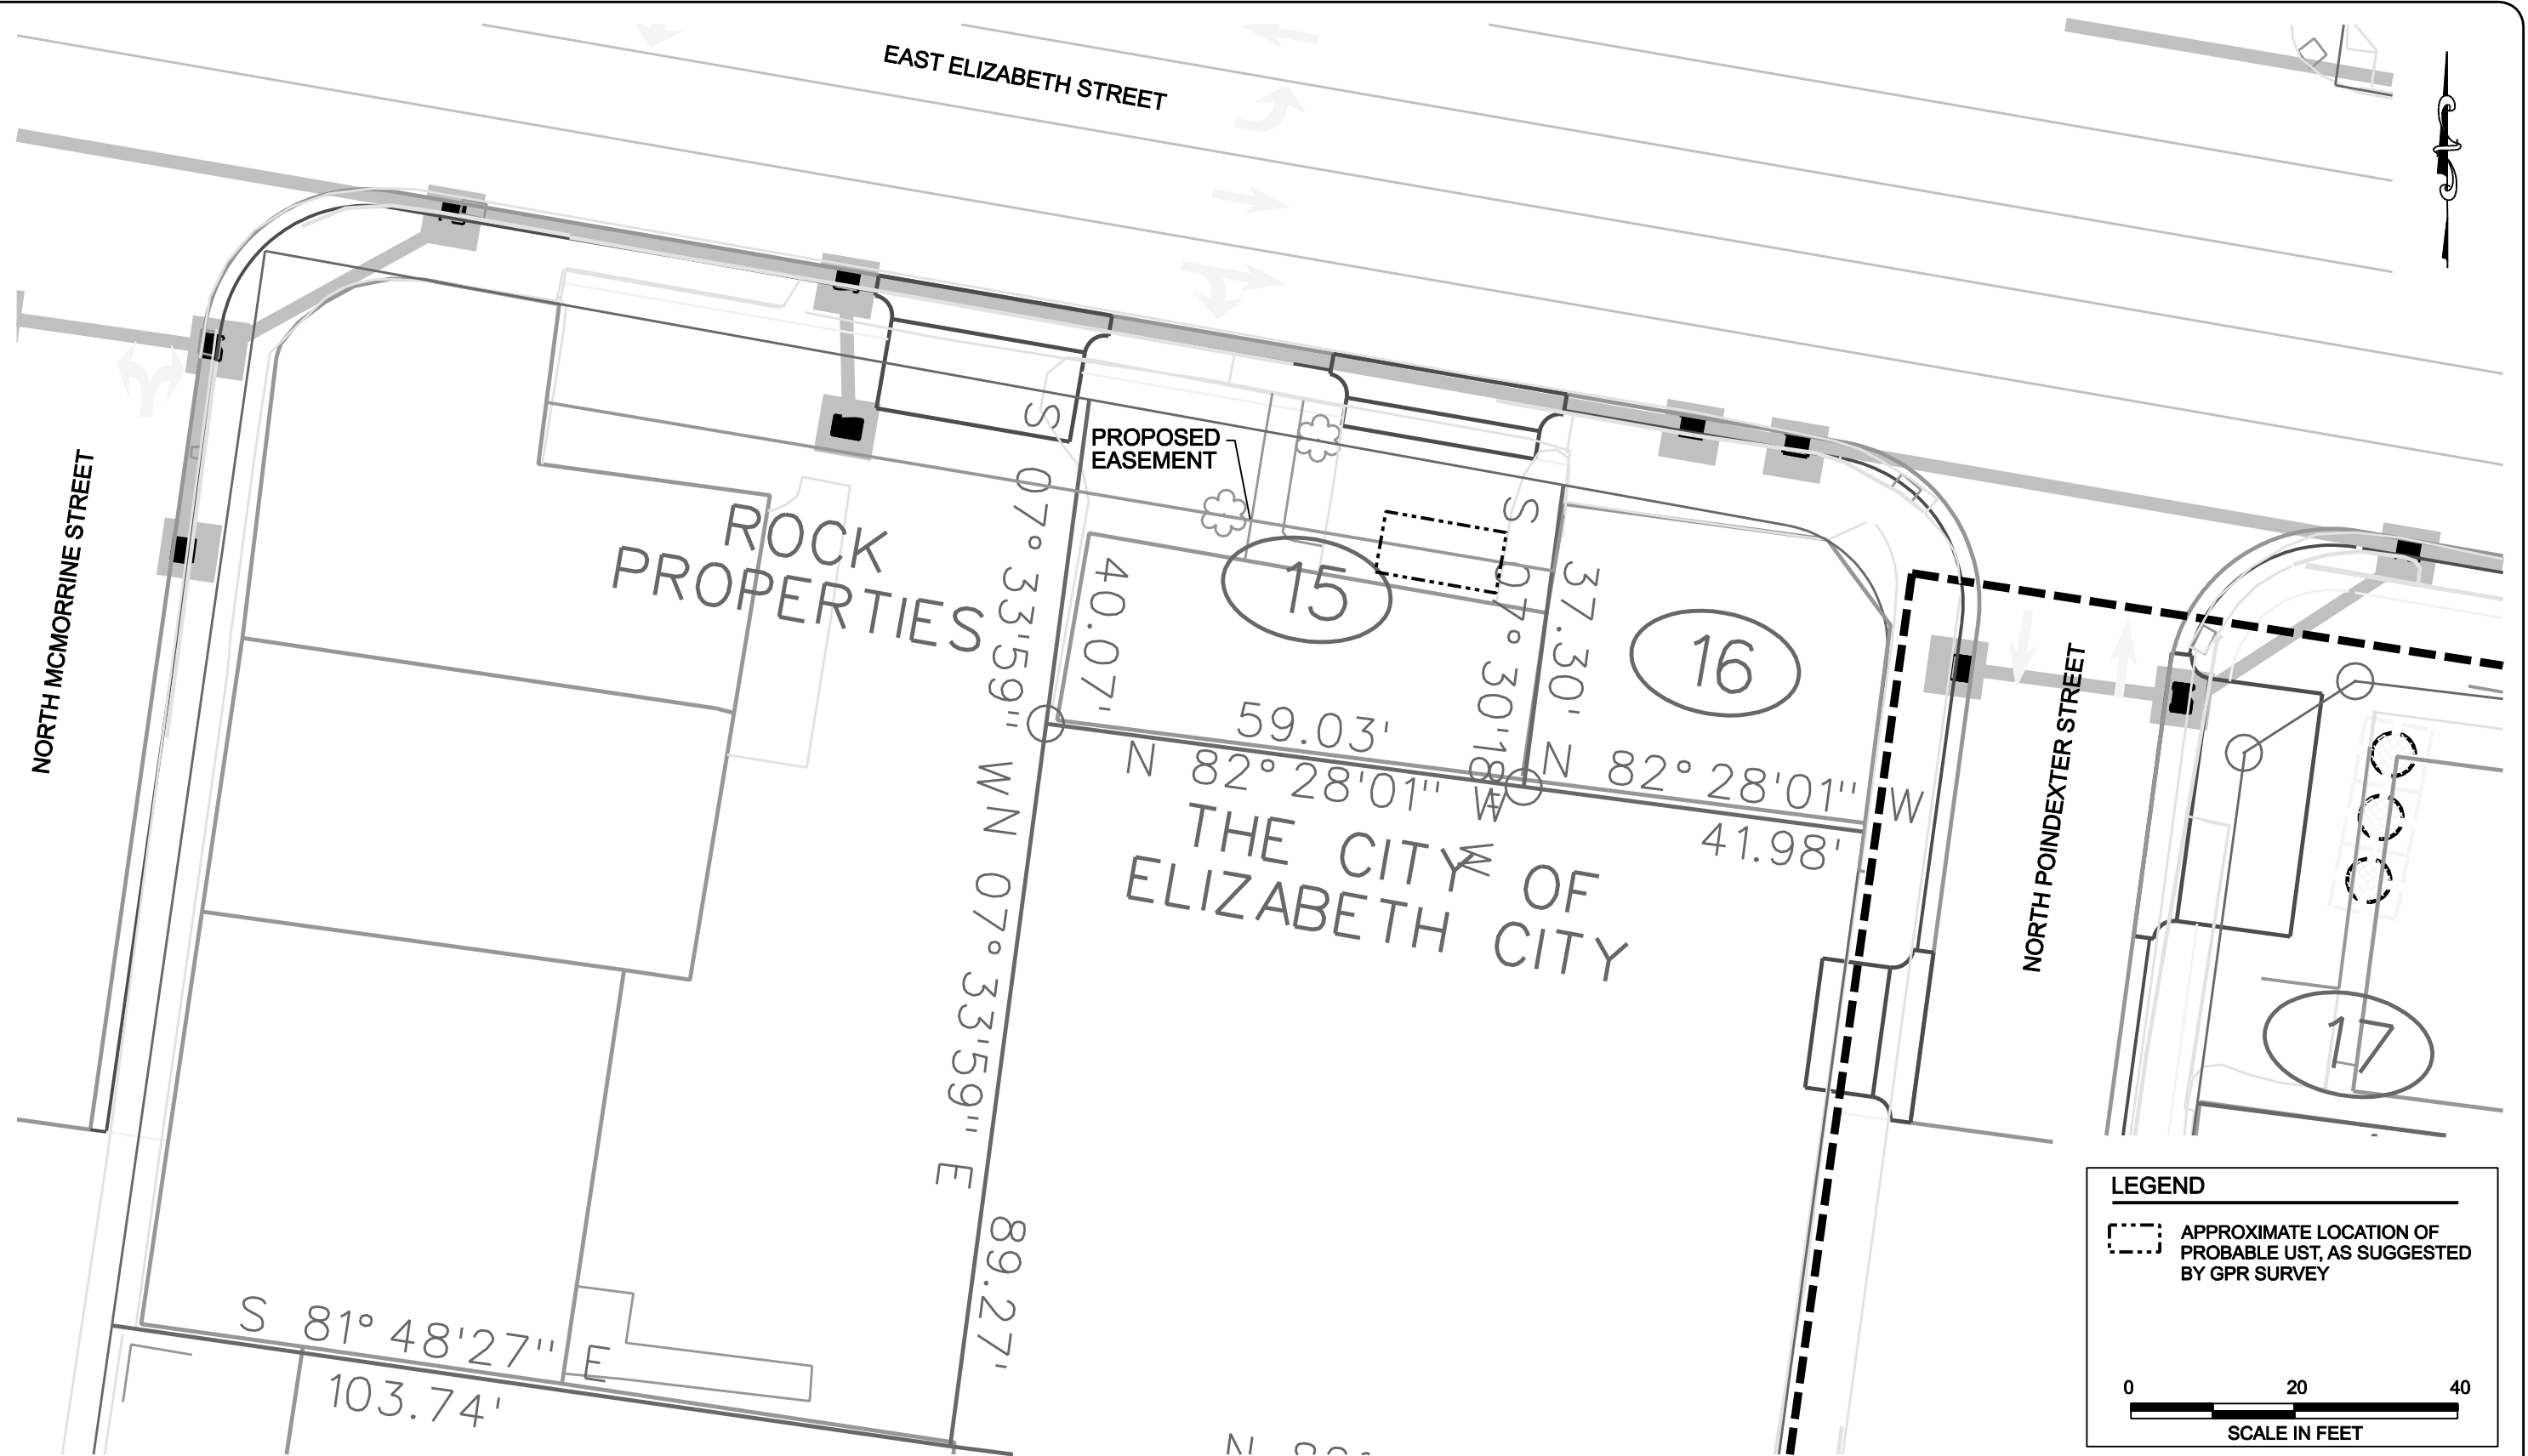 EAST ELIZABETH STREET
NORTH MCMORRINE STREET
PROPOSED
EASEMENT
ROCK
PROPERTIES
S 07° 33'59" W
40.07'
15
S 07° 30'18" W
37.30'
16
59.03'
N 82° 28'01" W
N 82° 28'01" W
41.98'
THE CITY OF
ELIZABETH CITY
NORTH POINDEXTER STREET
17
N 07° 33'59" E
89.27'
S 81° 48'27" E
103.74'
LEGEND
APPROXIMATE LOCATION OF
PROBABLE UST, AS SUGGESTED
BY GPR SURVEY
0 20 40
SCALE IN FEET